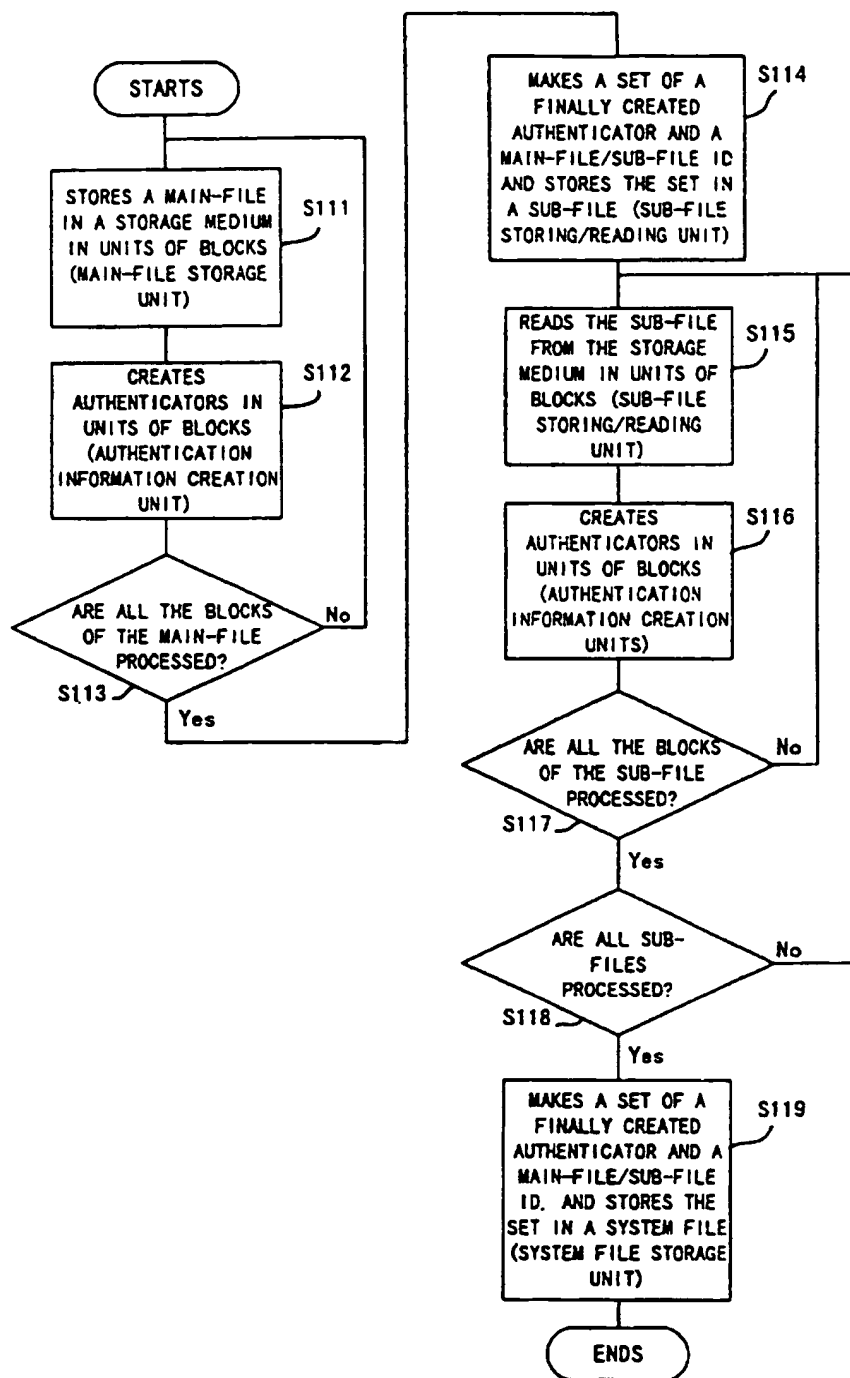 STARTS
STORES A MAIN-FILE
IN A STORAGE MEDIUM
IN UNITS OF BLOCKS
(MAIN-FILE STORAGE
UNIT)
S111
CREATES
AUTHENTICATORS IN
UNITS OF BLOCKS
(AUTHENTICATION
INFORMATION CREATION
UNIT)
S112
ARE ALL THE BLOCKS
OF THE MAIN-FILE
PROCESSED?
No
S113
Yes
MAKES A SET OF A
FINALLY CREATED
AUTHENTICATOR AND A
MAIN-FILE/SUB-FILE ID
AND STORES THE SET IN
A SUB-FILE (SUB-FILE
STORING/READING UNIT)
S114
READS THE SUB-FILE
FROM THE STORAGE
MEDIUM IN UNITS OF
BLOCKS (SUB-FILE
STORING/READING
UNIT)
S115
CREATES
AUTHENTICATORS IN
UNITS OF BLOCKS
(AUTHENTICATION
INFORMATION CREATION
UNITS)
S116
ARE ALL THE BLOCKS
OF THE SUB-FILE
PROCESSED?
No
S117
Yes
ARE ALL SUB-
FILES
PROCESSED?
No
S118
Yes
MAKES A SET OF A
FINALLY CREATED
AUTHENTICATOR AND A
MAIN-FILE/SUB-FILE
ID. AND STORES THE
SET IN A SYSTEM FILE
(SYSTEM FILE STORAGE
UNIT)
S119
ENDS